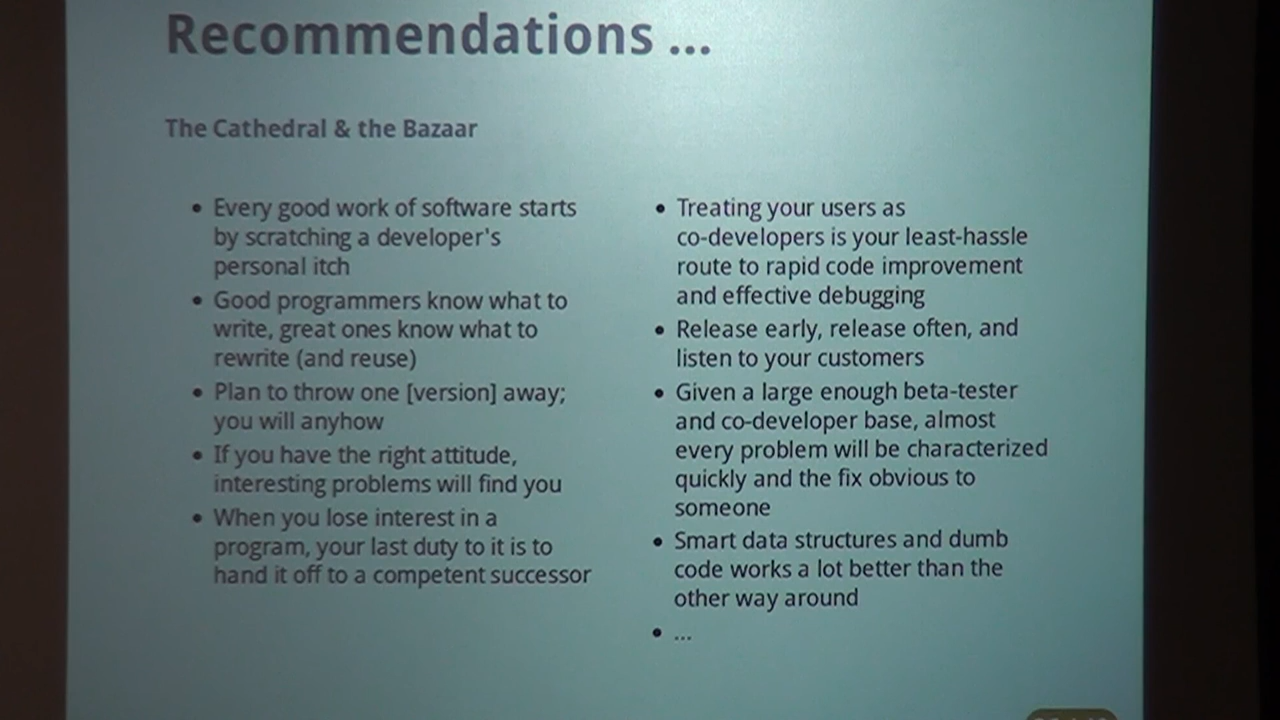 Recommendations ...
The Cathedral & the Bazaar
• Every good work of software starts
by scratching a developer's
personal itch
• Good programmers know what to
write, great ones know what to
rewrite (and reuse)
• Plan to throw one [version] away;
you will anyhow
• If you have the right attitude,
interesting problems will find you
• When you lose interest in a
program, your last duty to it is to
hand it off to a competent successor
• Treating your users as
co-developers is your least-hassle
route to rapid code improvement
and effective debugging
• Release early, release often, and
listen to your customers
• Given a large enough beta-tester
and co-developer base, almost
every problem will be characterized
quickly and the fix obvious to
someone
• Smart data structures and dumb
code works a lot better than the
other way around
• ...